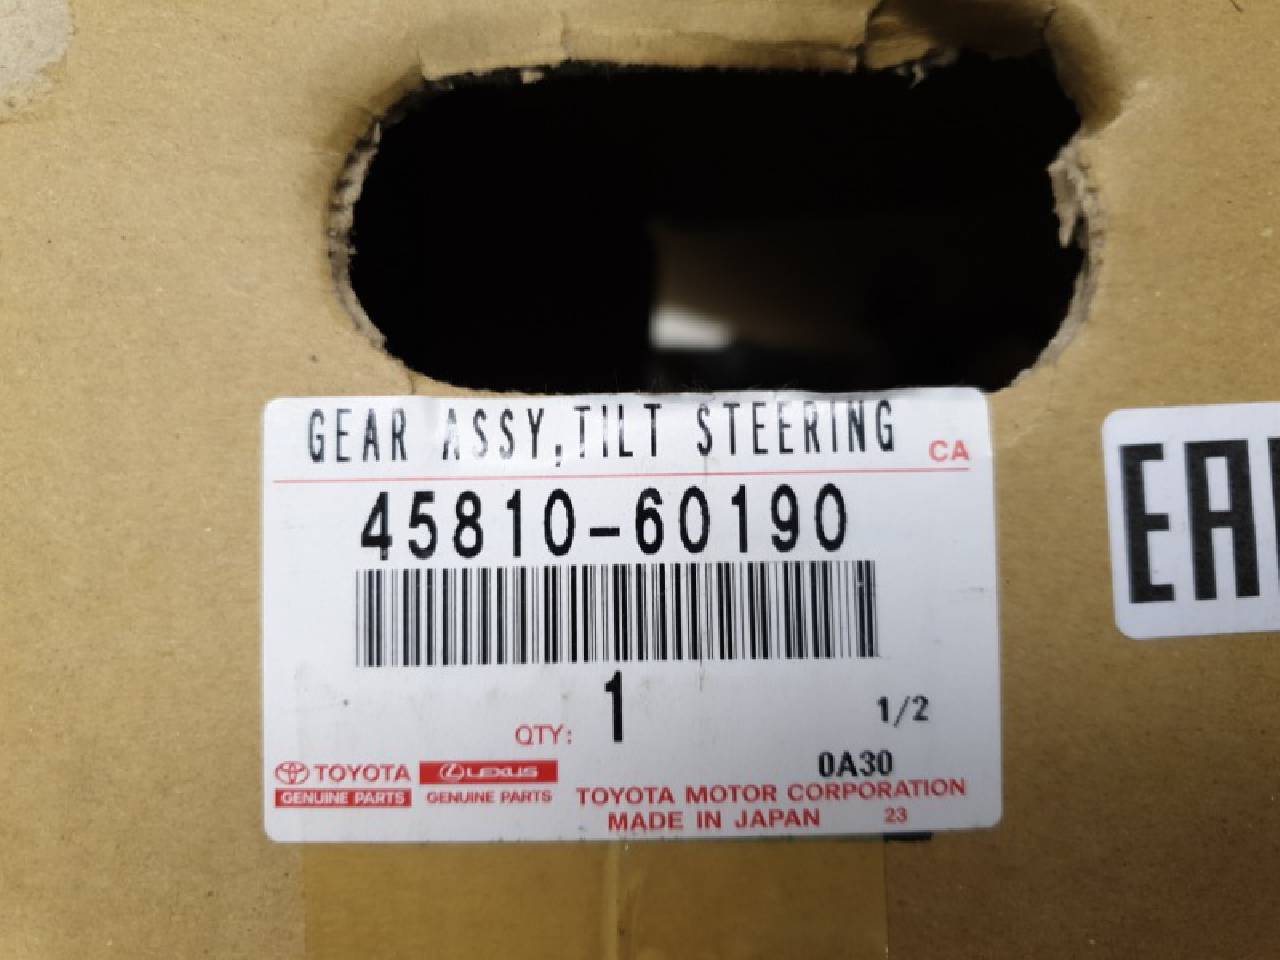 GEAR ASSY,TILT STEERING
CA
45810-60190
QTY: 1
1/2
0A30
TOYOTA
GENUINE PARTS
LEXUS
GENUINE PARTS
TOYOTA MOTOR CORPORATION
MADE IN JAPAN 23
EA